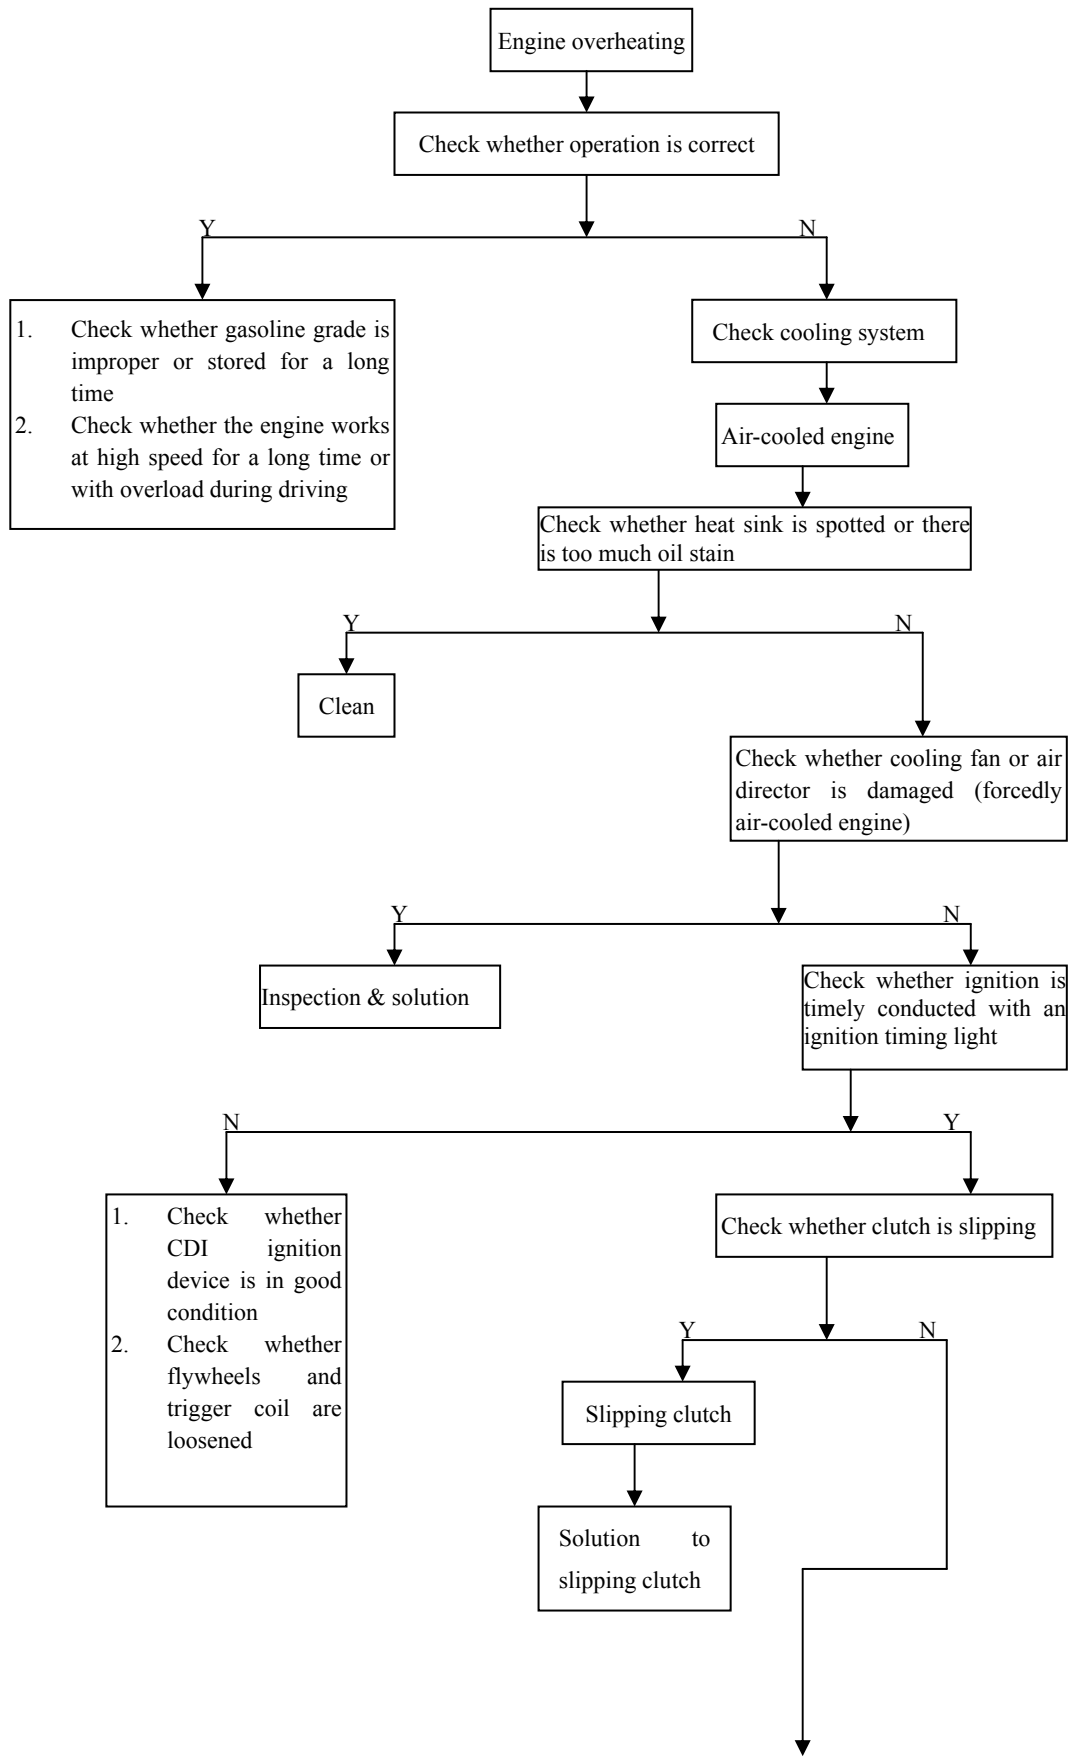 Engine overheating
Check whether operation is correct
Y
N
1. Check whether gasoline grade is
improper or stored for a long
time
2. Check whether the engine works
at high speed for a long time or
with overload during driving
Check cooling system
Air-cooled engine
Check whether heat sink is spotted or there
is too much oil stain
Y
N
Clean
Check whether cooling fan or air
director is damaged (forcedly
air-cooled engine)
Y
N
Inspection & solution
Check whether ignition is
timely conducted with an
ignition timing light
N
Y
1. Check whether
CDI ignition
device is in good
condition
2. Check whether
flywheels and
trigger coil are
loosened
Check whether clutch is slipping
Y
N
Slipping clutch
Solution to
slipping clutch